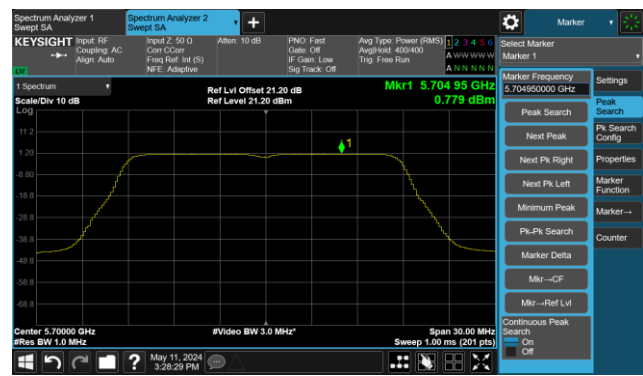 Spectrum Analyzer 1
Swept SA
Spectrum Analyzer 2
Swept SA
Marker
KEYSIGHT
Input: RF
Coupling: AC
Align: Auto
Input Z: 50 Ω
Corr CCorr
Freq Ref: Int (S)
NFE: Adaptive
Atten: 10 dB
PNO: Fast
Gate: Off
IF Gain: Low
Sig Track: Off
Avg Type: Power (RMS)
Avg|Hold: 400/400
Trig: Free Run
1 2 3 4 5 6
A W W W W W
A N N N N N
LXI
Select Marker
Marker 1
1 Spectrum
Scale/Div 10 dB
Ref Lvl Offset 21.20 dB
Ref Level 21.20 dBm
Mkr1 5.704 95 GHz
0.779 dBm
Log
11.2
1.20
-8.80
-18.8
-28.8
-38.8
-48.8
-58.8
-68.8
1
Center 5.70000 GHz
#Res BW 1.0 MHz
#Video BW 3.0 MHz*
Span 30.00 MHz
Sweep 1.00 ms (201 pts)
Marker Frequency
5.704950000 GHz
Peak Search
Next Peak
Next Pk Right
Next Pk Left
Minimum Peak
Pk-Pk Search
Marker Delta
Mkr→CF
Mkr→Ref Lvl
Continuous Peak
Search
On
Off
Settings
Peak
Search
Pk Search
Config
Properties
Marker
Function
Marker→
Counter
?
May 11, 2024
3:28:29 PM